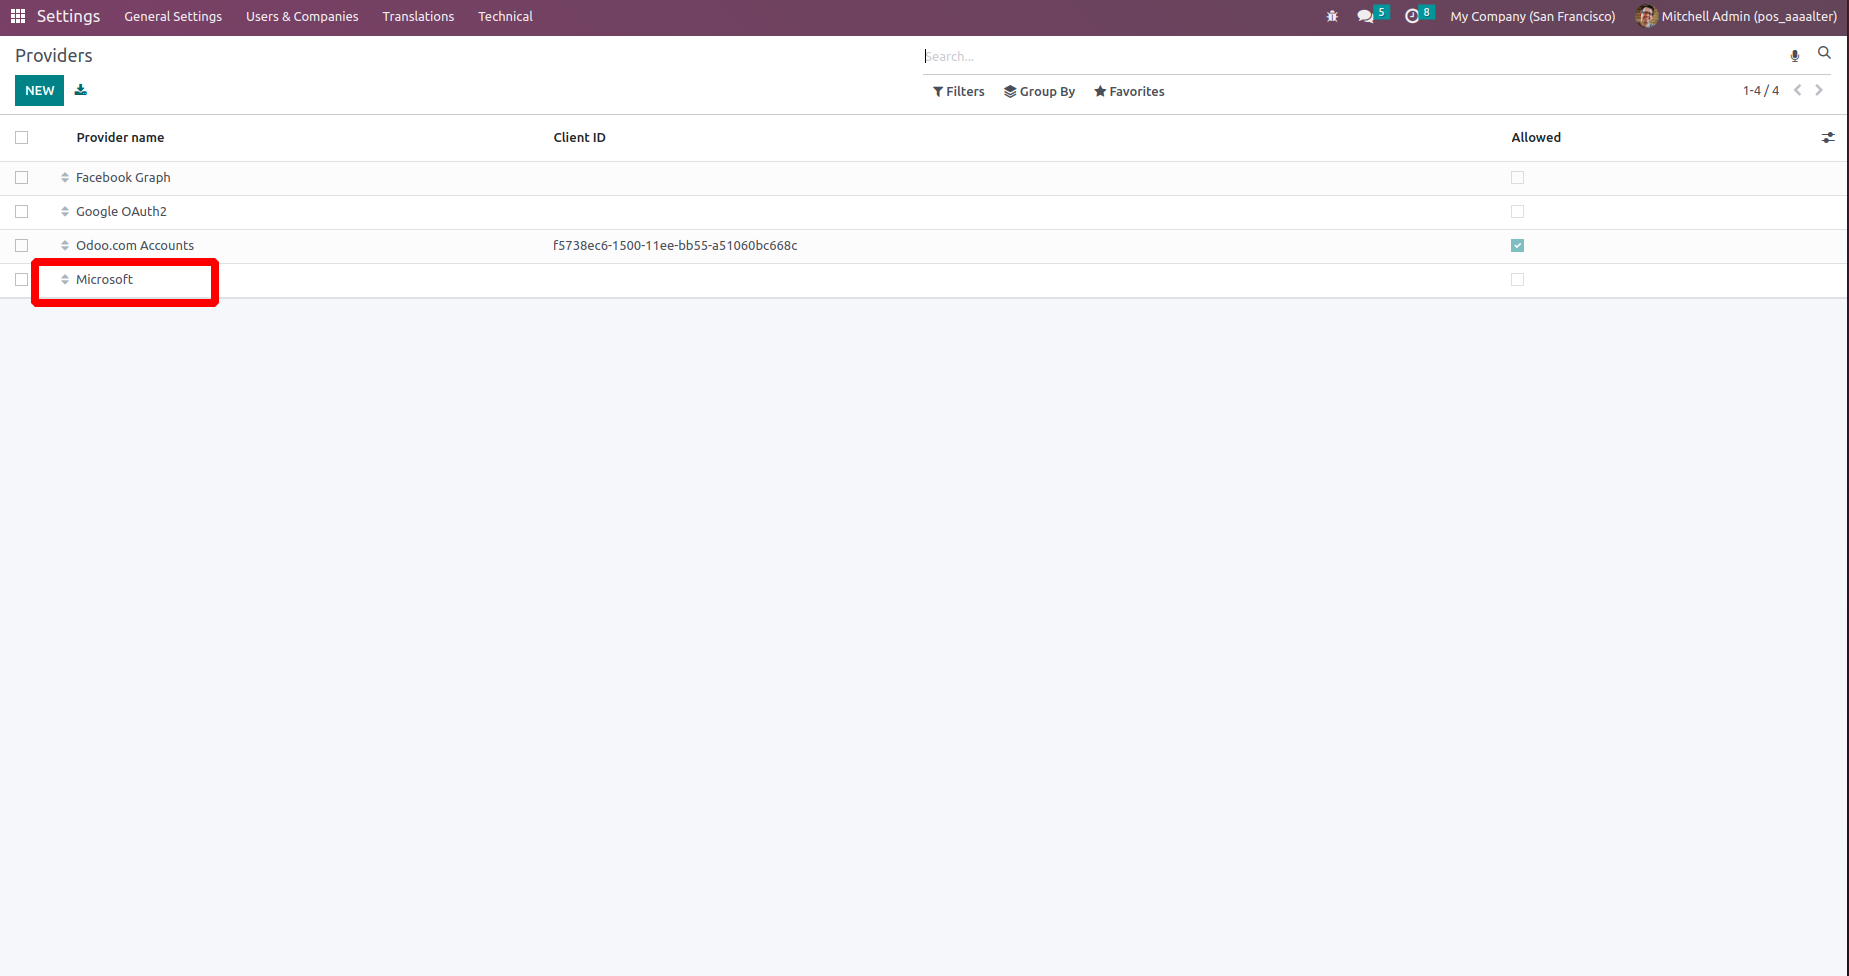 Settings General Settings Users & Companies Translations Technical 5 8 My Company (San Francisco) Mitchell Admin (pos_aaaalter)
Providers Search...
NEW Filters Group By Favorites 1-4 / 4
Provider name Client ID Allowed
Facebook Graph
Google OAuth2
Odoo.com Accounts f5738ec6-1500-11ee-bb55-a51060bc668c
Microsoft